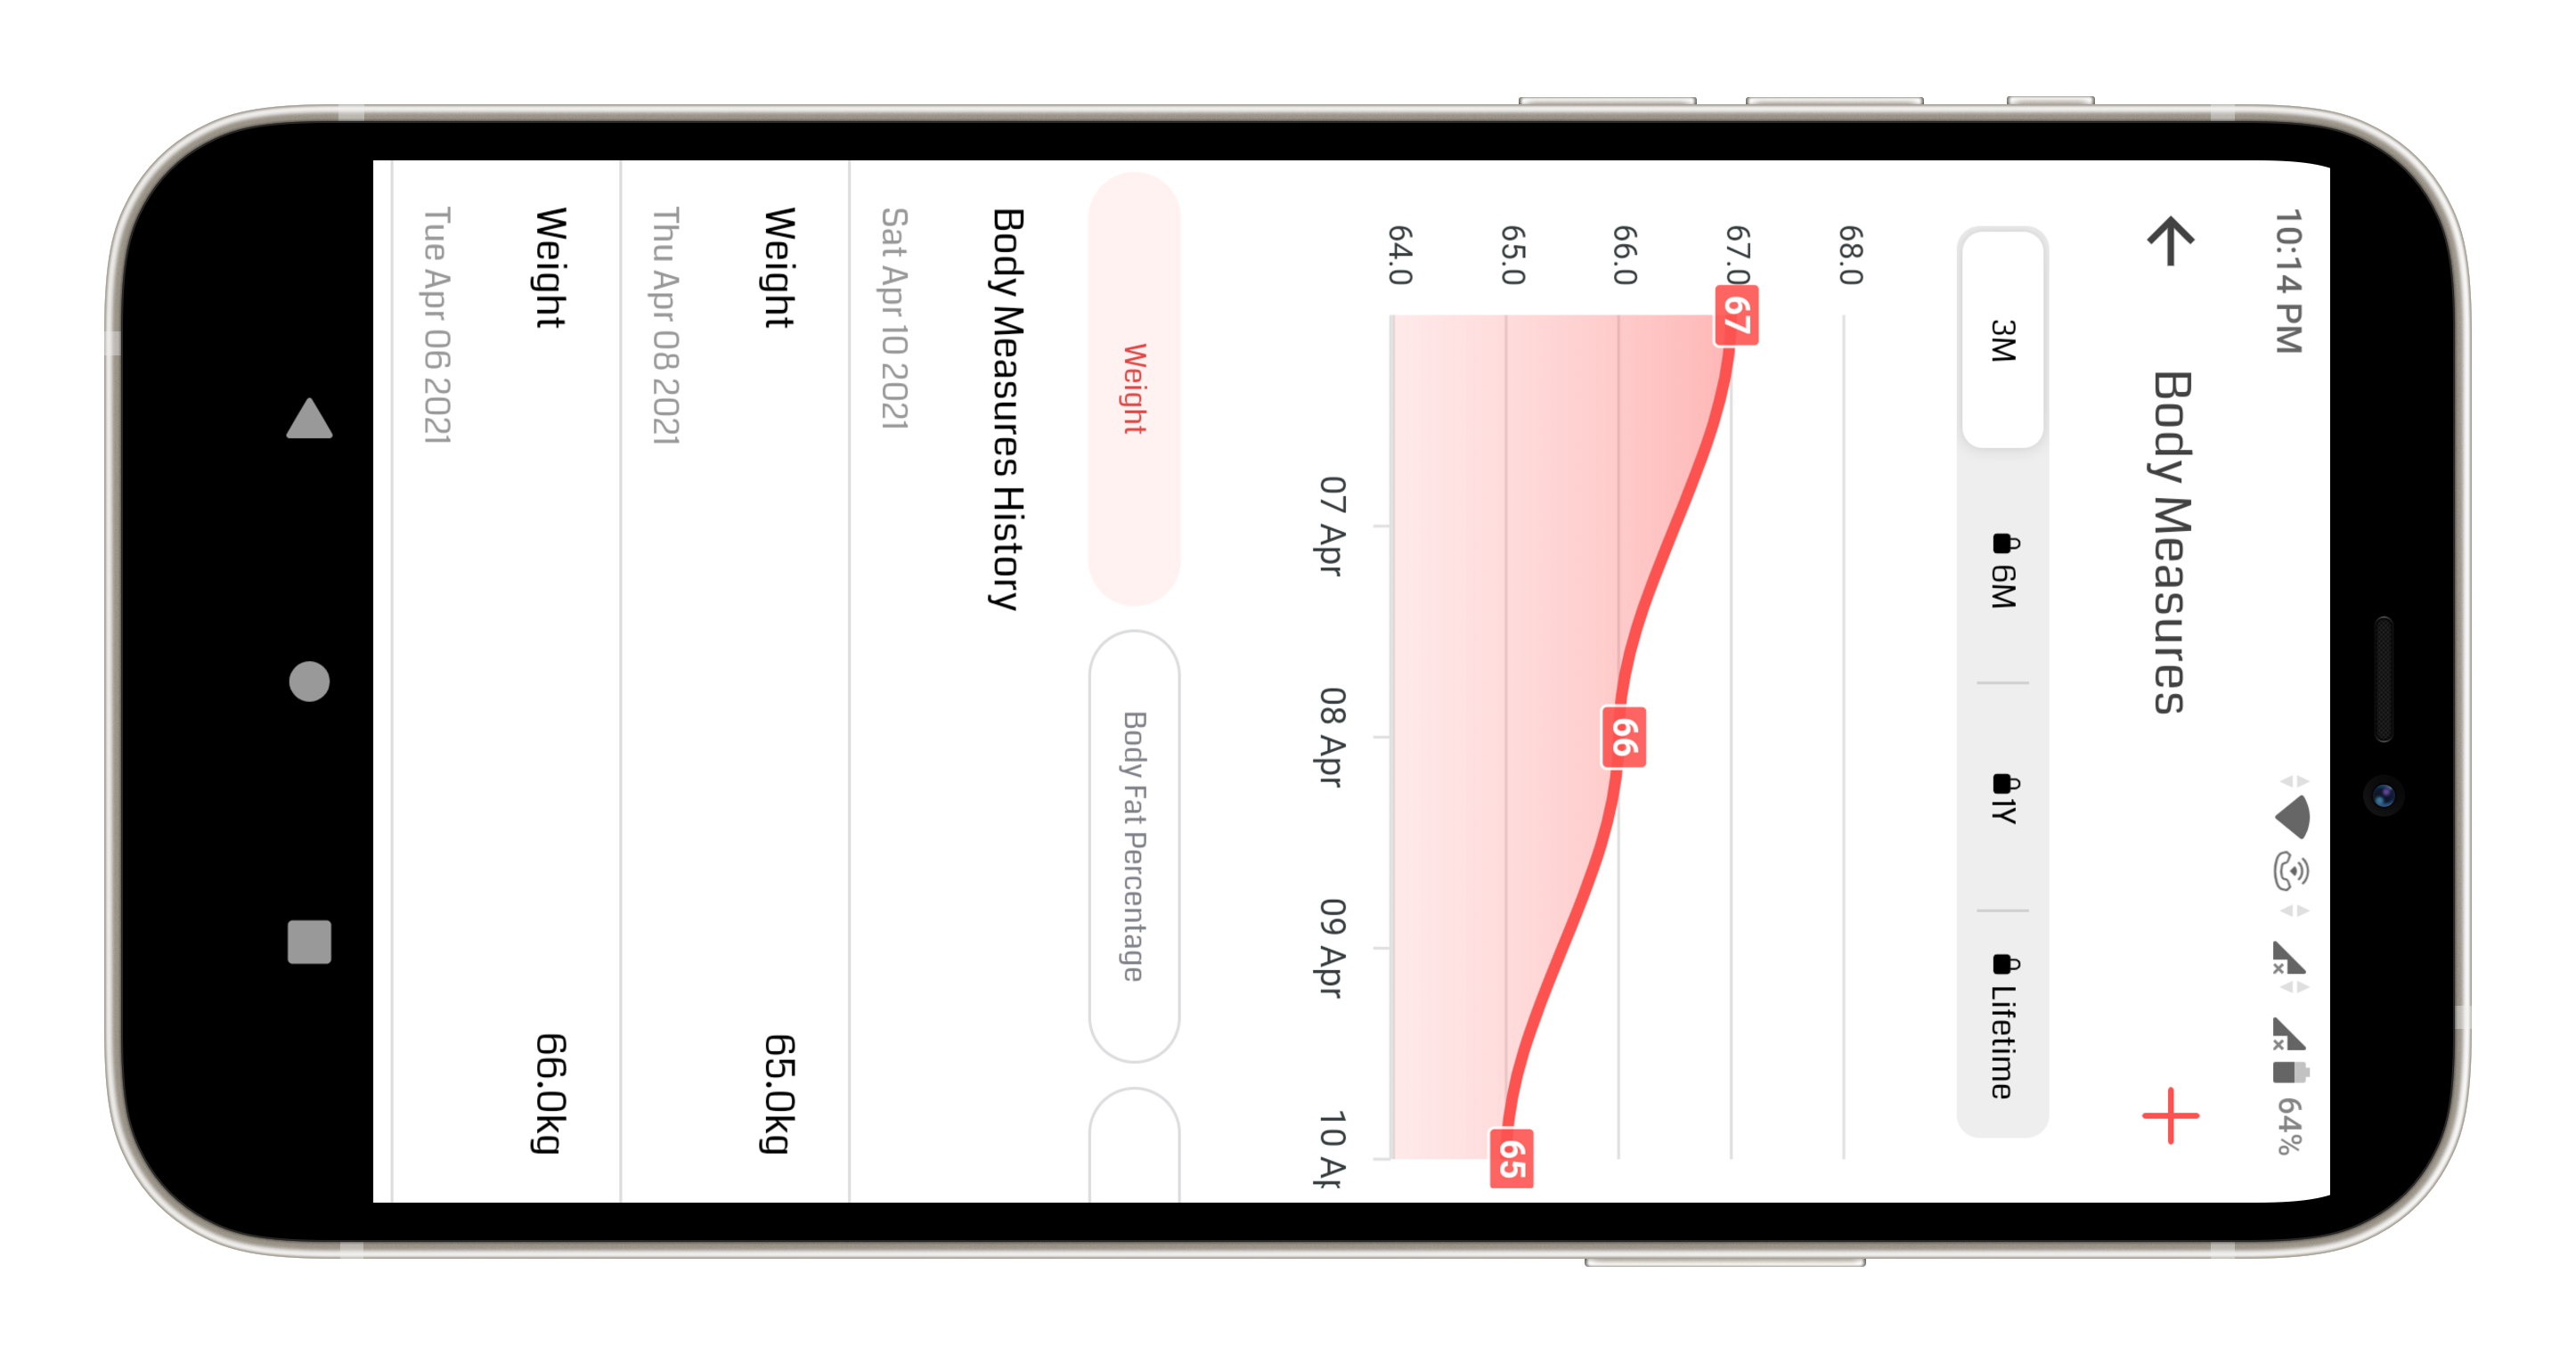 10:14 PM 64%
Body Measures
3M 6M 1Y Lifetime
68.0
67.0
66.0
65.0
64.0
67
66
65
07 Apr 08 Apr 09 Apr 10 Ap
Weight Body Fat Percentage
Body Measures History
Sat Apr 10 2021
Weight 65.0kg
Thu Apr 08 2021
Weight 66.0kg
Tue Apr 06 2021